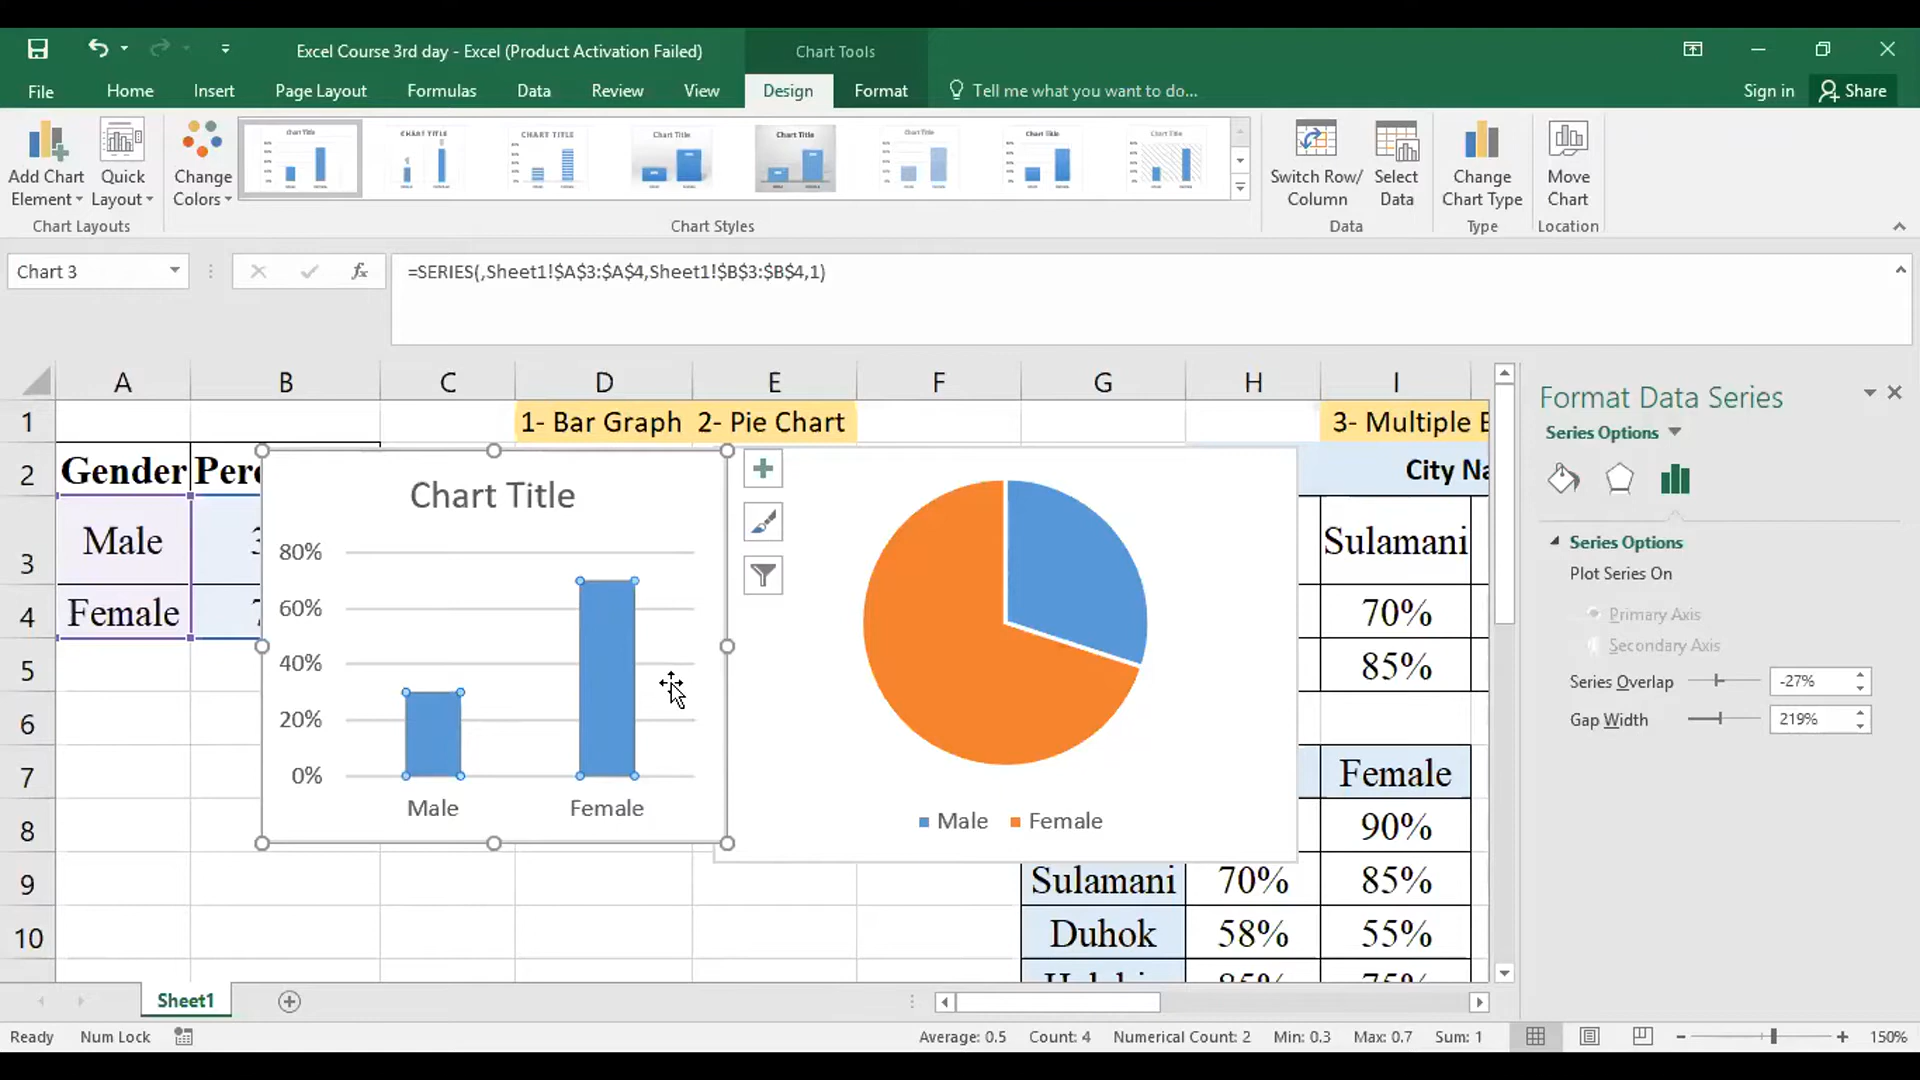 Excel Course 3rd day - Excel (Product Activation Failed)
Chart Tools
File
Home
Insert
Page Layout
Formulas
Data
Review
View
Design
Format
Tell me what you want to do...
Sign in
Share
Add Chart Element
Quick Layout
Change Colors
Switch Row/ Column
Select Data
Change Chart Type
Move Chart
Chart Layouts
Chart Styles
Data
Type
Location
Chart 3
fx
=SERIES(,Sheet1!$A$3:$A$4,Sheet1!$B$3:$B$4,1)
A B C D E F G H I
1 1- Bar Graph 2- Pie Chart 3- Multiple
2 Gender
3 Male Sulamani
4 Female 70%
5 85%
6
7 Female
8 90%
9 Sulamani 70% 85%
10 Duhok 58% 55%
Chart Title
80%
60%
40%
20%
0%
Male Female
Male Female
Format Data Series
Series Options
Series Options
Plot Series On
Primary Axis
Secondary Axis
Series Overlap -27%
Gap Width 219%
Sheet1
Ready
Num Lock
Average: 0.5 Count: 4 Numerical Count: 2 Min: 0.3 Max: 0.7 Sum: 1
150%